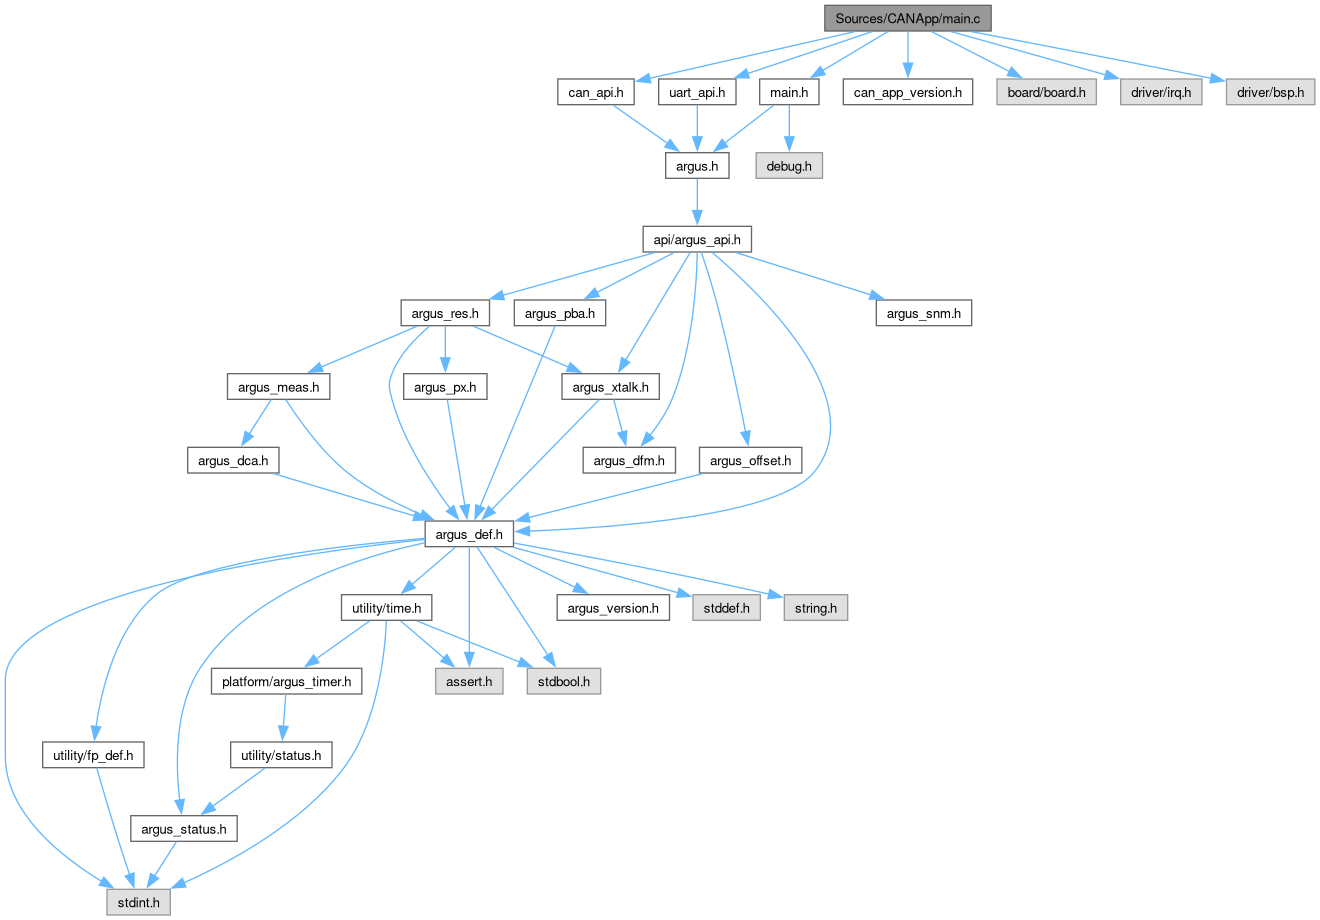 Sources/CANApp/main.c
can_api.h
uart_api.h
main.h
can_app_version.h
board/board.h
driver/irq.h
driver/bsp.h
argus.h
debug.h
api/argus_api.h
argus_res.h
argus_pba.h
argus_snm.h
argus_meas.h
argus_px.h
argus_xtalk.h
argus_dca.h
argus_dfm.h
argus_offset.h
argus_def.h
utility/time.h
argus_version.h
stddef.h
string.h
platform/argus_timer.h
assert.h
stdbool.h
utility/fp_def.h
utility/status.h
argus_status.h
stdint.h